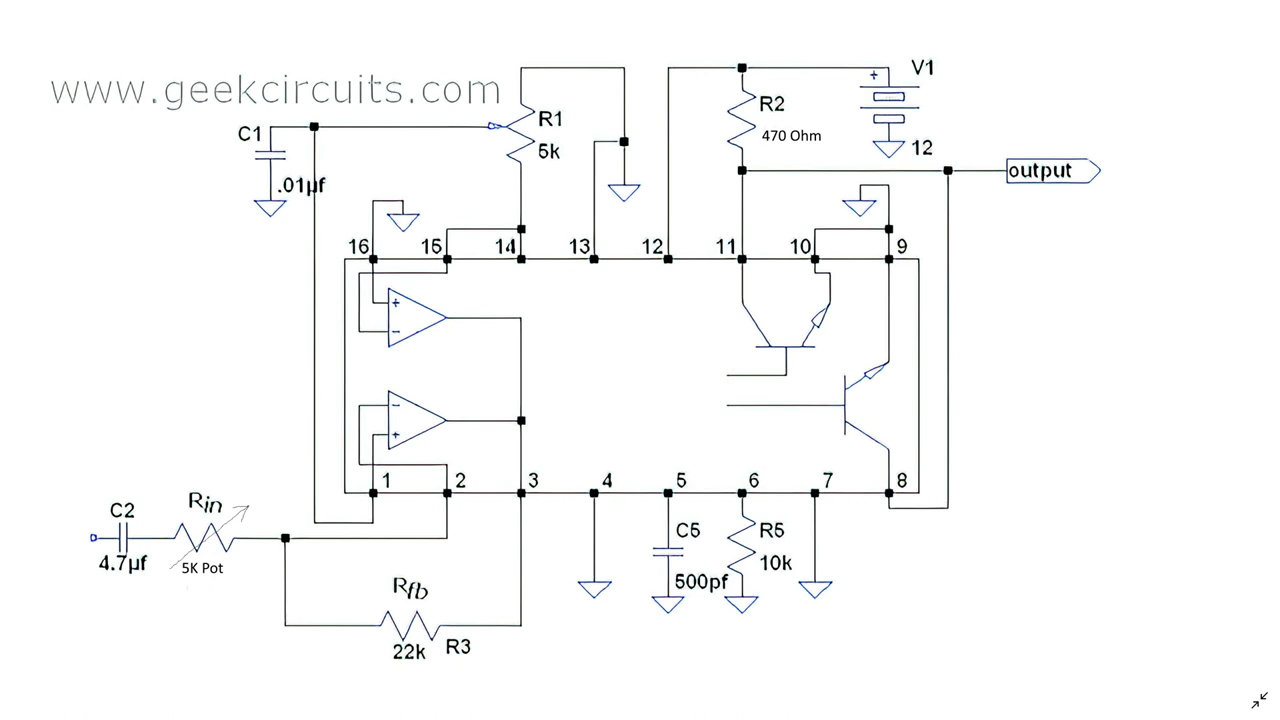 www.geekcircuits.com
V1
R2
470 Ohm
12
R1
5k
C1
.01µf
output
16
15
14
13
12
11
10
9
+
-
-
+
1
2
3
4
5
6
7
8
+
C2
4.7µf
Rin
5K Pot
C5
500pf
R5
10k
Rfb
22k
R3